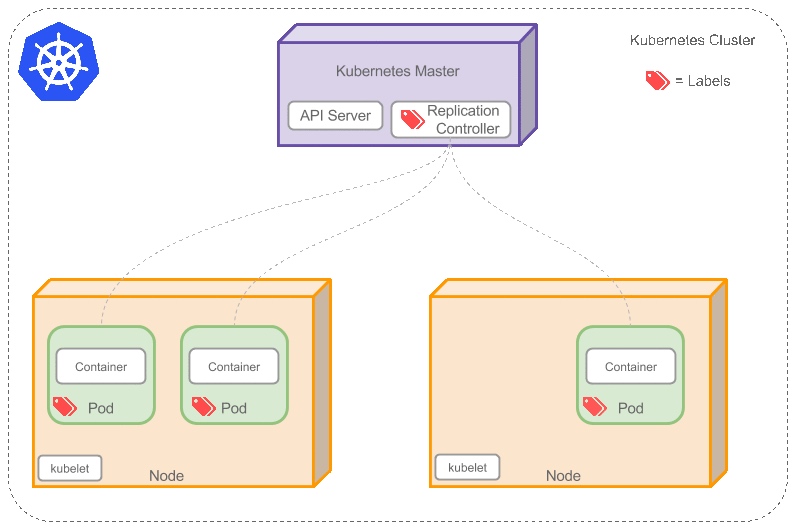 Kubernetes Cluster
= Labels
Kubernetes Master
API Server
Replication
Controller
Container
Pod
Container
Pod
kubelet
Node
Container
Pod
kubelet
Node